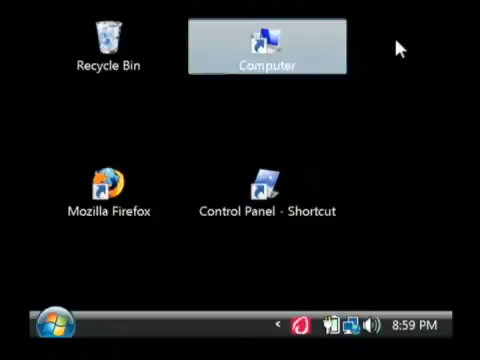 Recycle Bin
Computer
Mozilla Firefox
Control Panel - Shortcut
8:59 PM